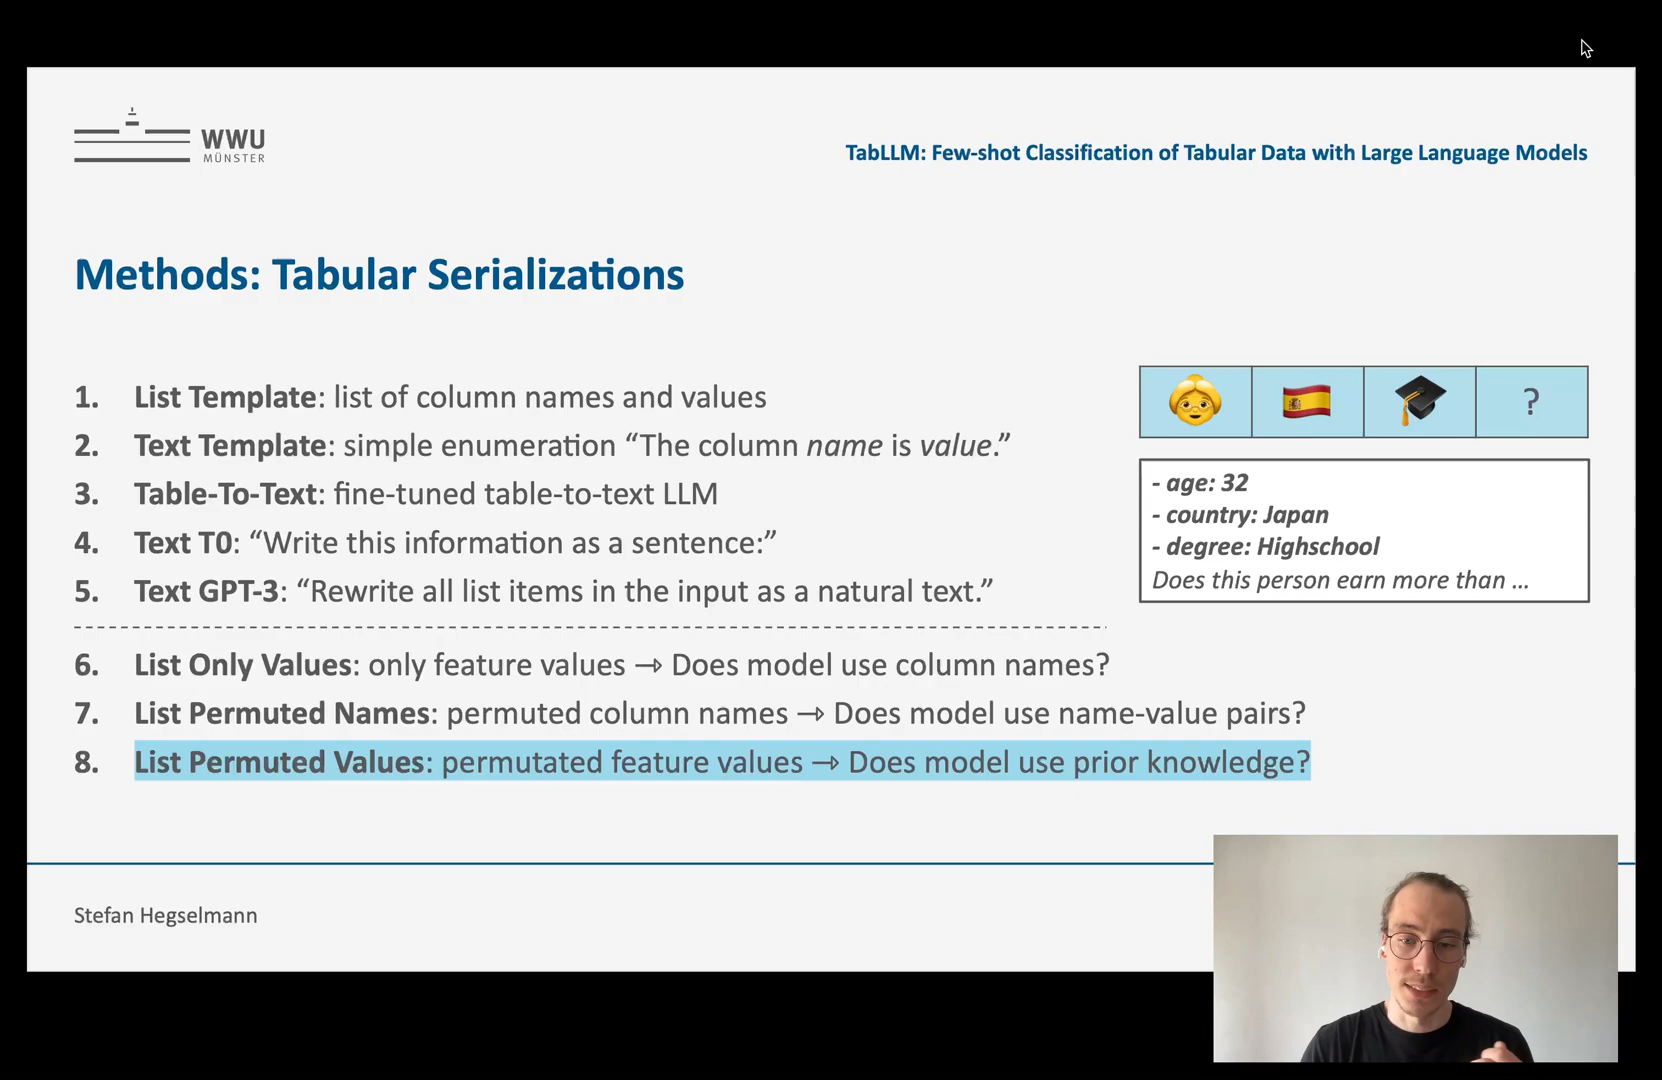 WWU
MÜNSTER
TabLLM: Few-shot Classification of Tabular Data with Large Language Models
Methods: Tabular Serializations
1. List Template: list of column names and values
2. Text Template: simple enumeration “The column name is value.”
3. Table-To-Text: fine-tuned table-to-text LLM
4. Text T0: “Write this information as a sentence:”
5. Text GPT-3: “Rewrite all list items in the input as a natural text.”
6. List Only Values: only feature values → Does model use column names?
7. List Permuted Names: permuted column names → Does model use name-value pairs?
8. List Permuted Values: permutated feature values → Does model use prior knowledge?
?
- age: 32
- country: Japan
- degree: Highschool
Does this person earn more than ...
Stefan Hegselmann